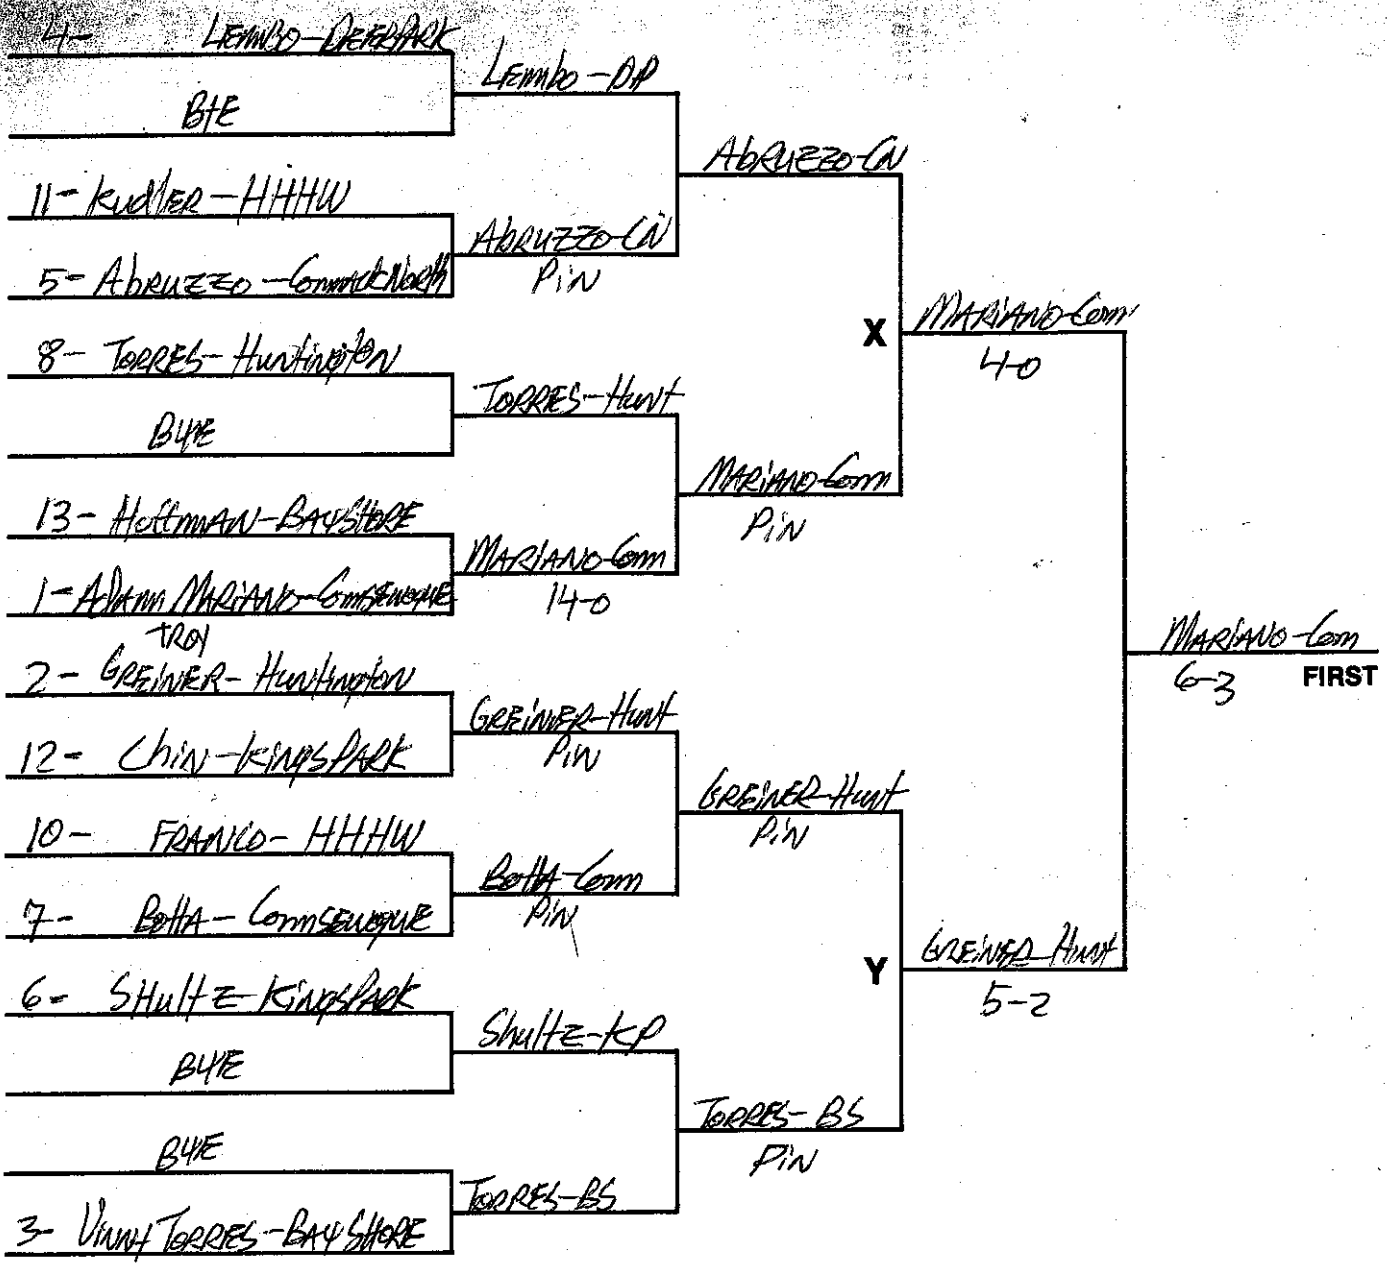 4- LEMBO-DEERPARK
BYE
11- KUdlER-HHHW
5- AbRUZZO-Commack North
8- TORRES-Huntington
BYE
13- HoffmAN-BAYSHORE
1- ADAm MARiANO-ComSEWOgUE
TROY
2- GREiNER-Huntington
12- ChiN-KingsPARK
10- FRANCO-HHHW
7- BottA-ComSEWOgUE
6- SHultz-KingsPARK
BYE
BYE
3- ViNNY TORRES-BAY SHORE
LEmbo-DP
AbRUZZO-CN
PiN
TORRES-Hunt
MARiANO-Com
14-0
GREiNER-Hunt
PiN
BottA-Com
PiN
Shultz-KP
TORRES-BS
AbRUZZO-CN
MARiANO-Com
PiN
GREiNER-Hunt
PiN
TORRES-BS
PiN
X
MARiANO-Com
4-0
Y
GREiNER-Hunt
5-2
MARiANO-Com
6-3
FIRST